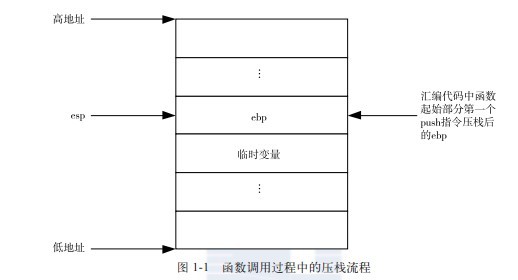 高地址
⋮
esp
ebp
汇编代码中函数
起始部分第一个
push指令压栈后
的ebp
临时变量
⋮
低地址
图 1-1 函数调用过程中的压栈流程